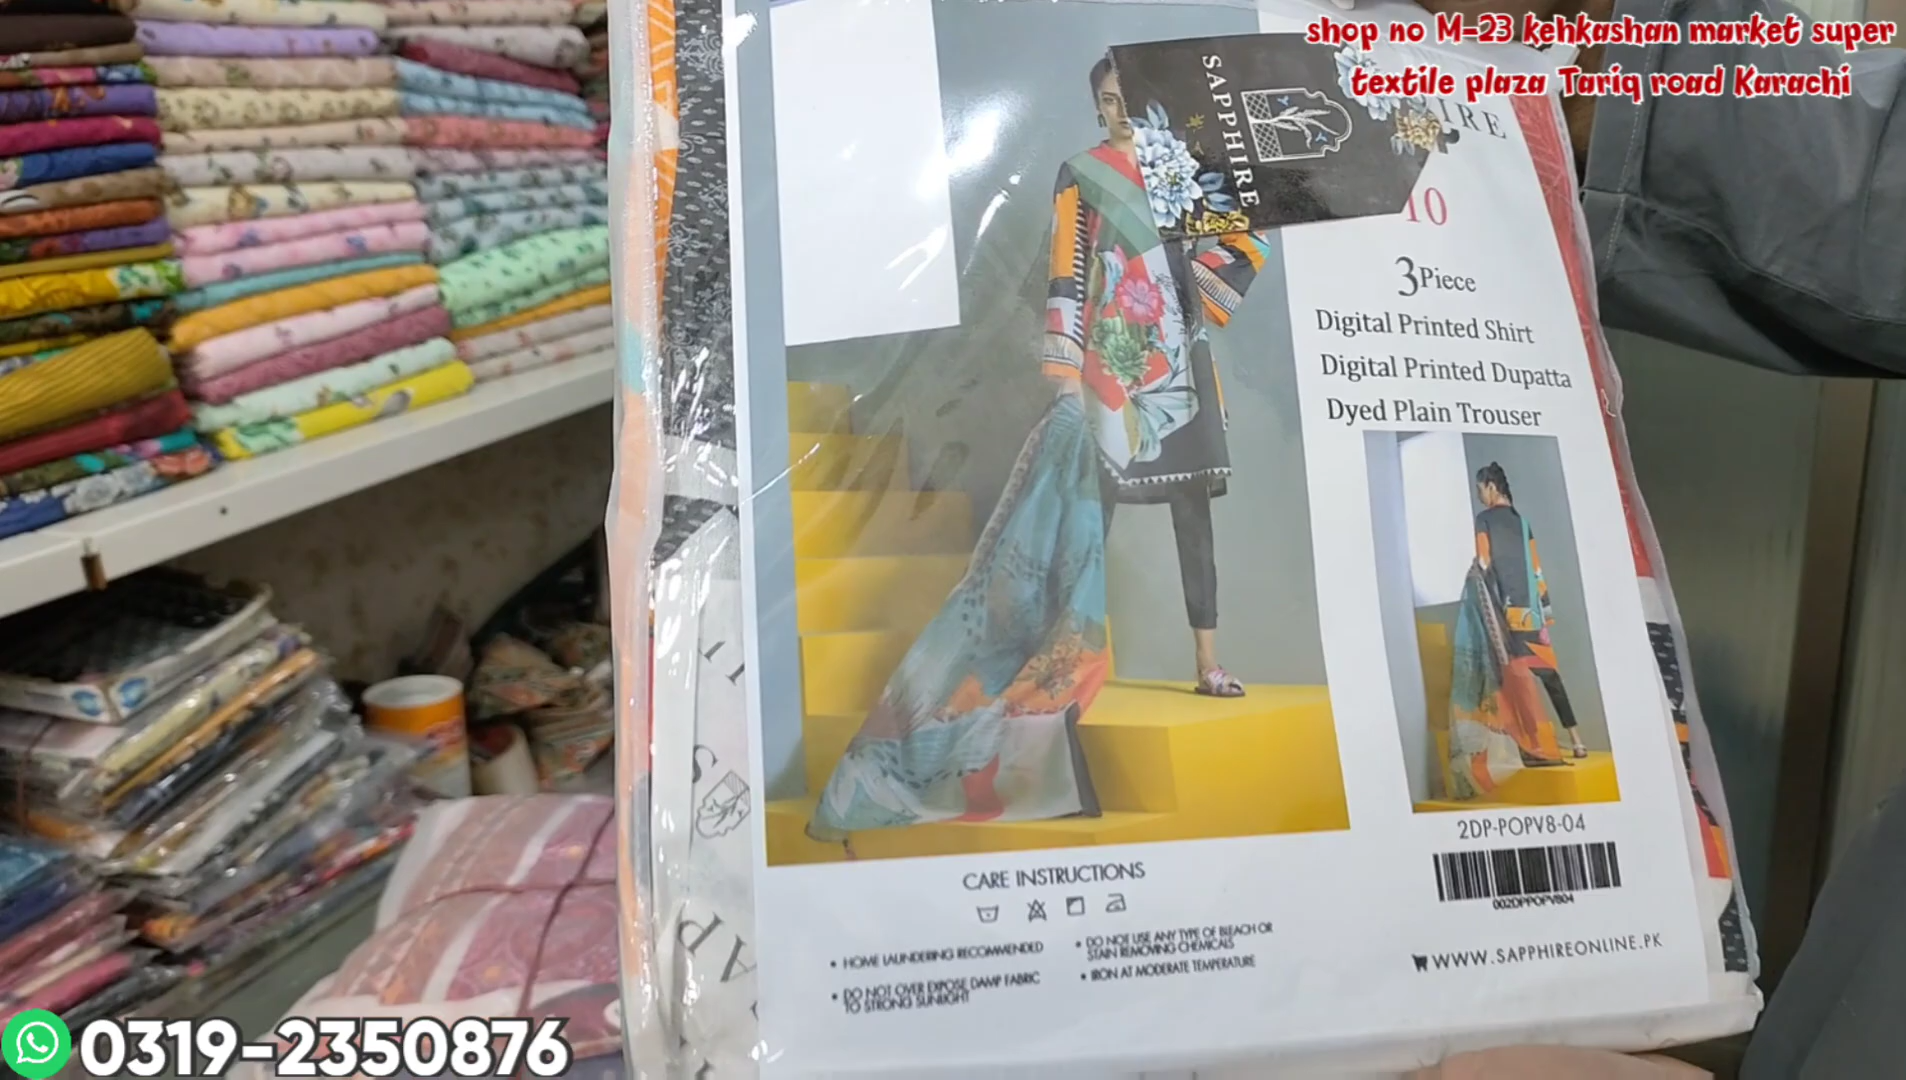 shop no M-23 kehkashan market super
textile plaza Tariq road Karachi
SAPPHIRE
IRE
10
3Piece
Digital Printed Shirt
Digital Printed Dupatta
Dyed Plain Trouser
2DP-POPV8-04
002DPPOPV804
CARE INSTRUCTIONS
• HOME LAUNDERING RECOMMENDED
• DO NOT OVER EXPOSE DAMP FABRIC
TO STRONG SUNLIGHT
• DO NOT USE ANY TYPE OF BLEACH OR
STAIN REMOVING CHEMICALS
• IRON AT MODERATE TEMPERATURE
WWW.SAPPHIREONLINE.PK
0319-2350876